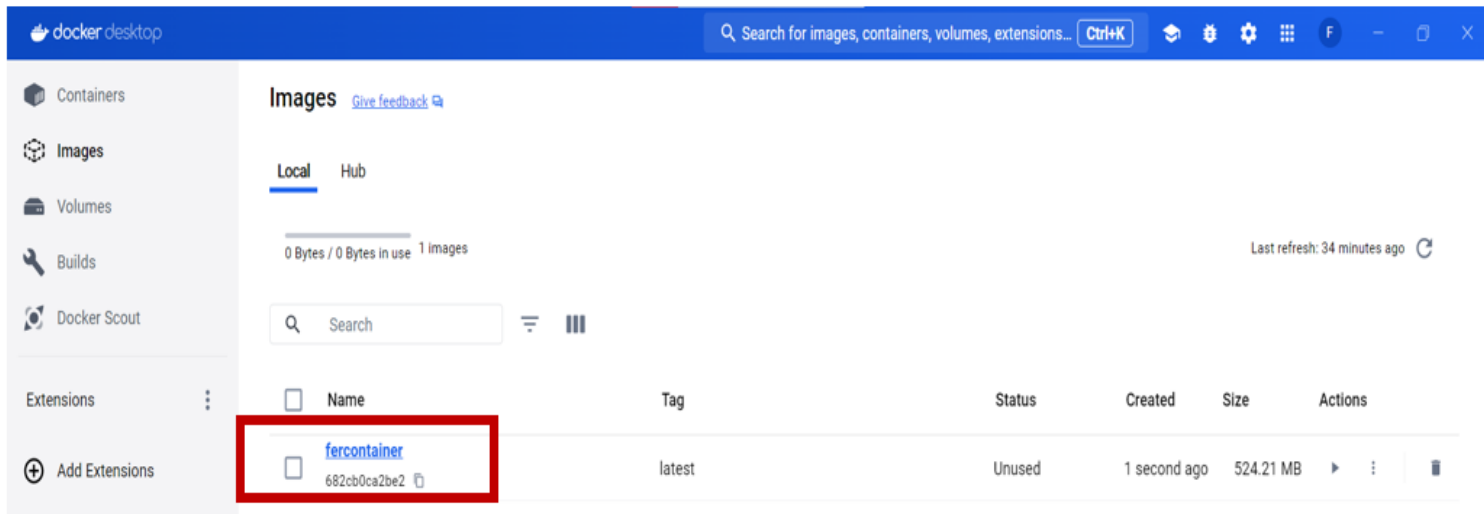 docker desktop
Search for images, containers, volumes, extensions... Ctrl+K
F
Containers
Images
Volumes
Builds
Docker Scout
Extensions
Add Extensions
Images Give feedback
Local Hub
0 Bytes / 0 Bytes in use 1 images
Last refresh: 34 minutes ago
Search
Name Tag Status Created Size Actions
fercontainer
latest Unused 1 second ago 524.21 MB
682cb0ca2be2